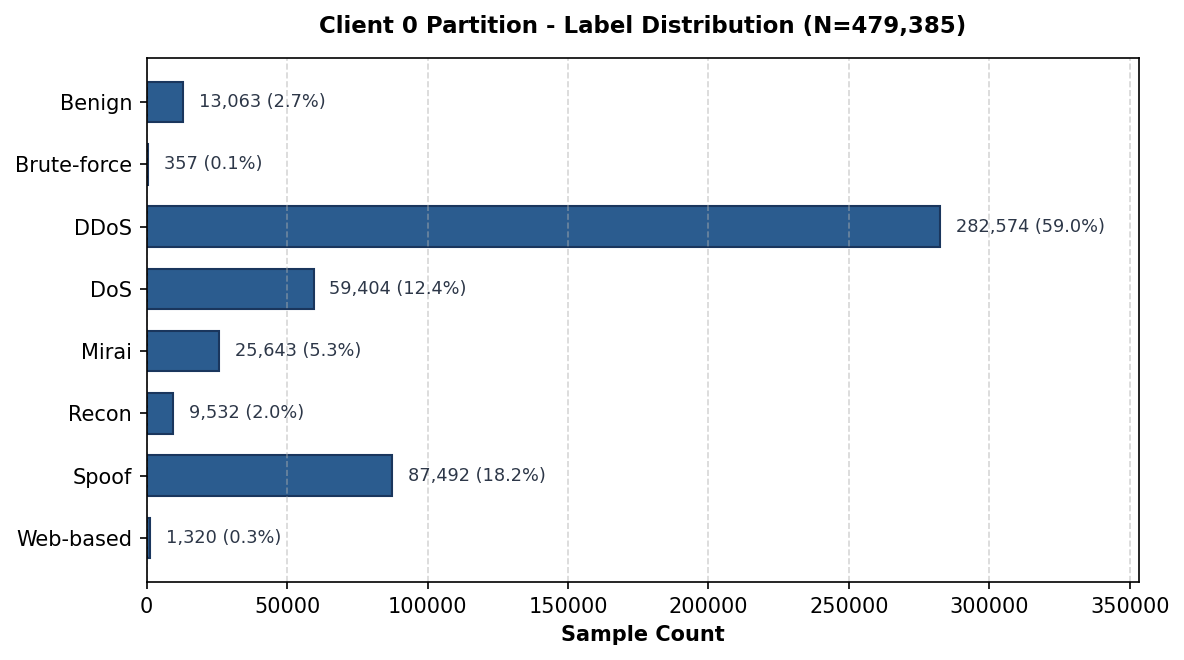 Client 0 Partition - Label Distribution (N=479,385)
Benign 13,063 (2.7%)
Brute-force 357 (0.1%)
DDoS 282,574 (59.0%)
DoS 59,404 (12.4%)
Mirai 25,643 (5.3%)
Recon 9,532 (2.0%)
Spoof 87,492 (18.2%)
Web-based 1,320 (0.3%)
0 50000 100000 150000 200000 250000 300000 350000
Sample Count